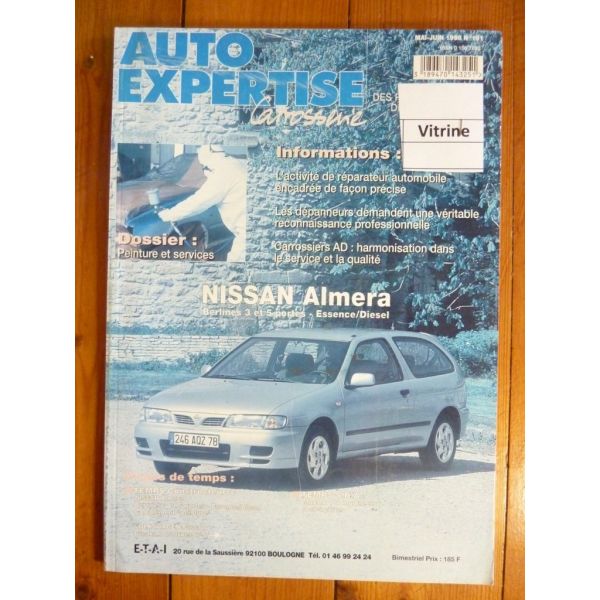 MAI-JUIN 1998 N°191
AUTO
EXPERTISE
Carrosserie
Vitrine
Informations :
L'activité de réparateur automobile
encadrée de façon précise
Les dépanneurs demandent une véritable
reconnaissance professionnelle
Carrossiers AD : harmonisation dans
le service et la qualité
Dossier :
Peinture et services
NISSAN Almera
Berlines 3 et 5 portes - Essence/Diesel
246 AQZ 78
de temps :
E-T-A-I 20 rue de la Saussière 92100 BOULOGNE Tél. 01 46 99 24 24
Bimestriel Prix : 185 F